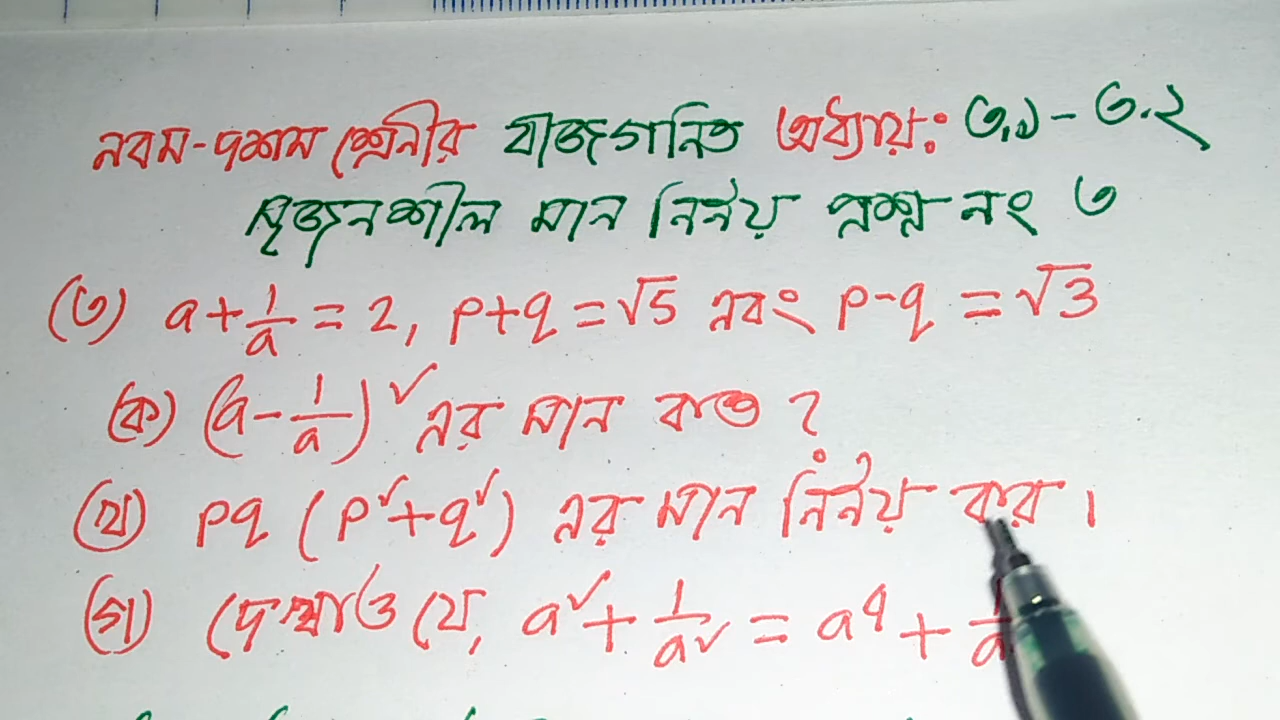 নবম-দশম শ্রেনীর বীজগনিত অধ্যায়: ৩.১ - ৩.২
সৃজনশীল মান নির্নয় প্রশ্ন নং ৩
(৩) a + 1/a = 2, p+q = √5 এবং p-q = √3
(ক) (a - 1/a)² এর মান কত ?
(খ) pq (p²+q²) এর মান নির্নয় কর ।
(গ) দেখাও যে, a² + 1/a² = a⁴ + 1/a